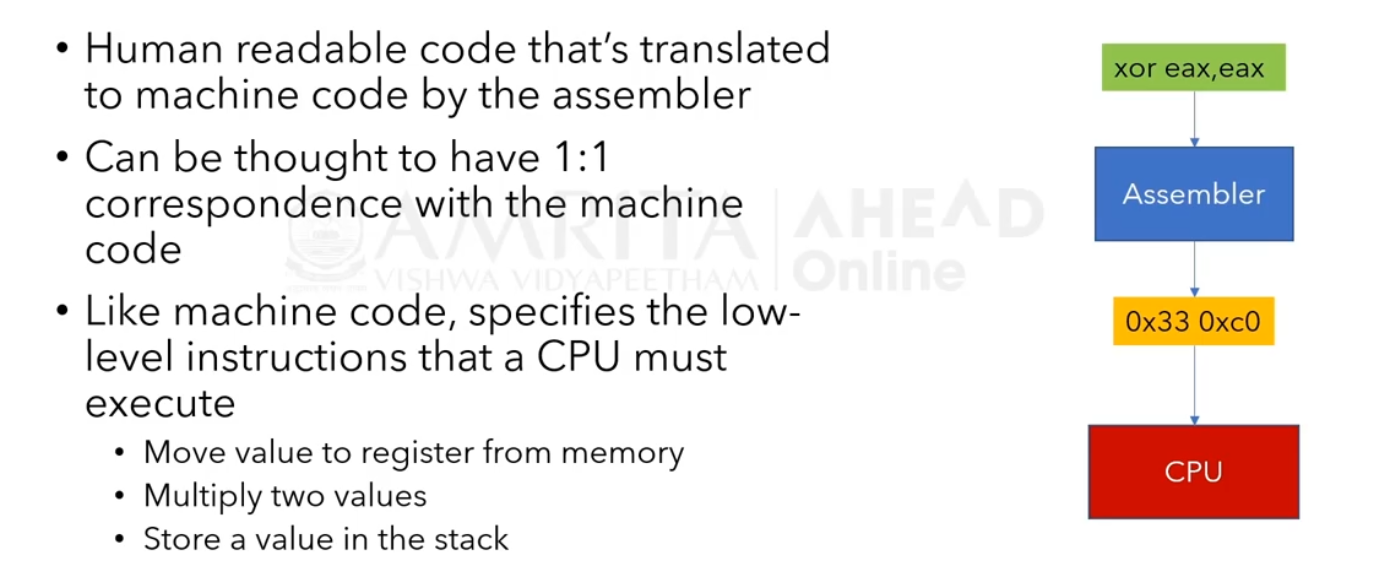 • Human readable code that's translated
to machine code by the assembler
• Can be thought to have 1:1
correspondence with the machine
code
• Like machine code, specifies the low-
level instructions that a CPU must
execute
• Move value to register from memory
• Multiply two values
• Store a value in the stack
xor eax,eax
Assembler
0x33 0xc0
CPU
AMRITA
VISHWA VIDYAPEETHAM
AHEAD
Online